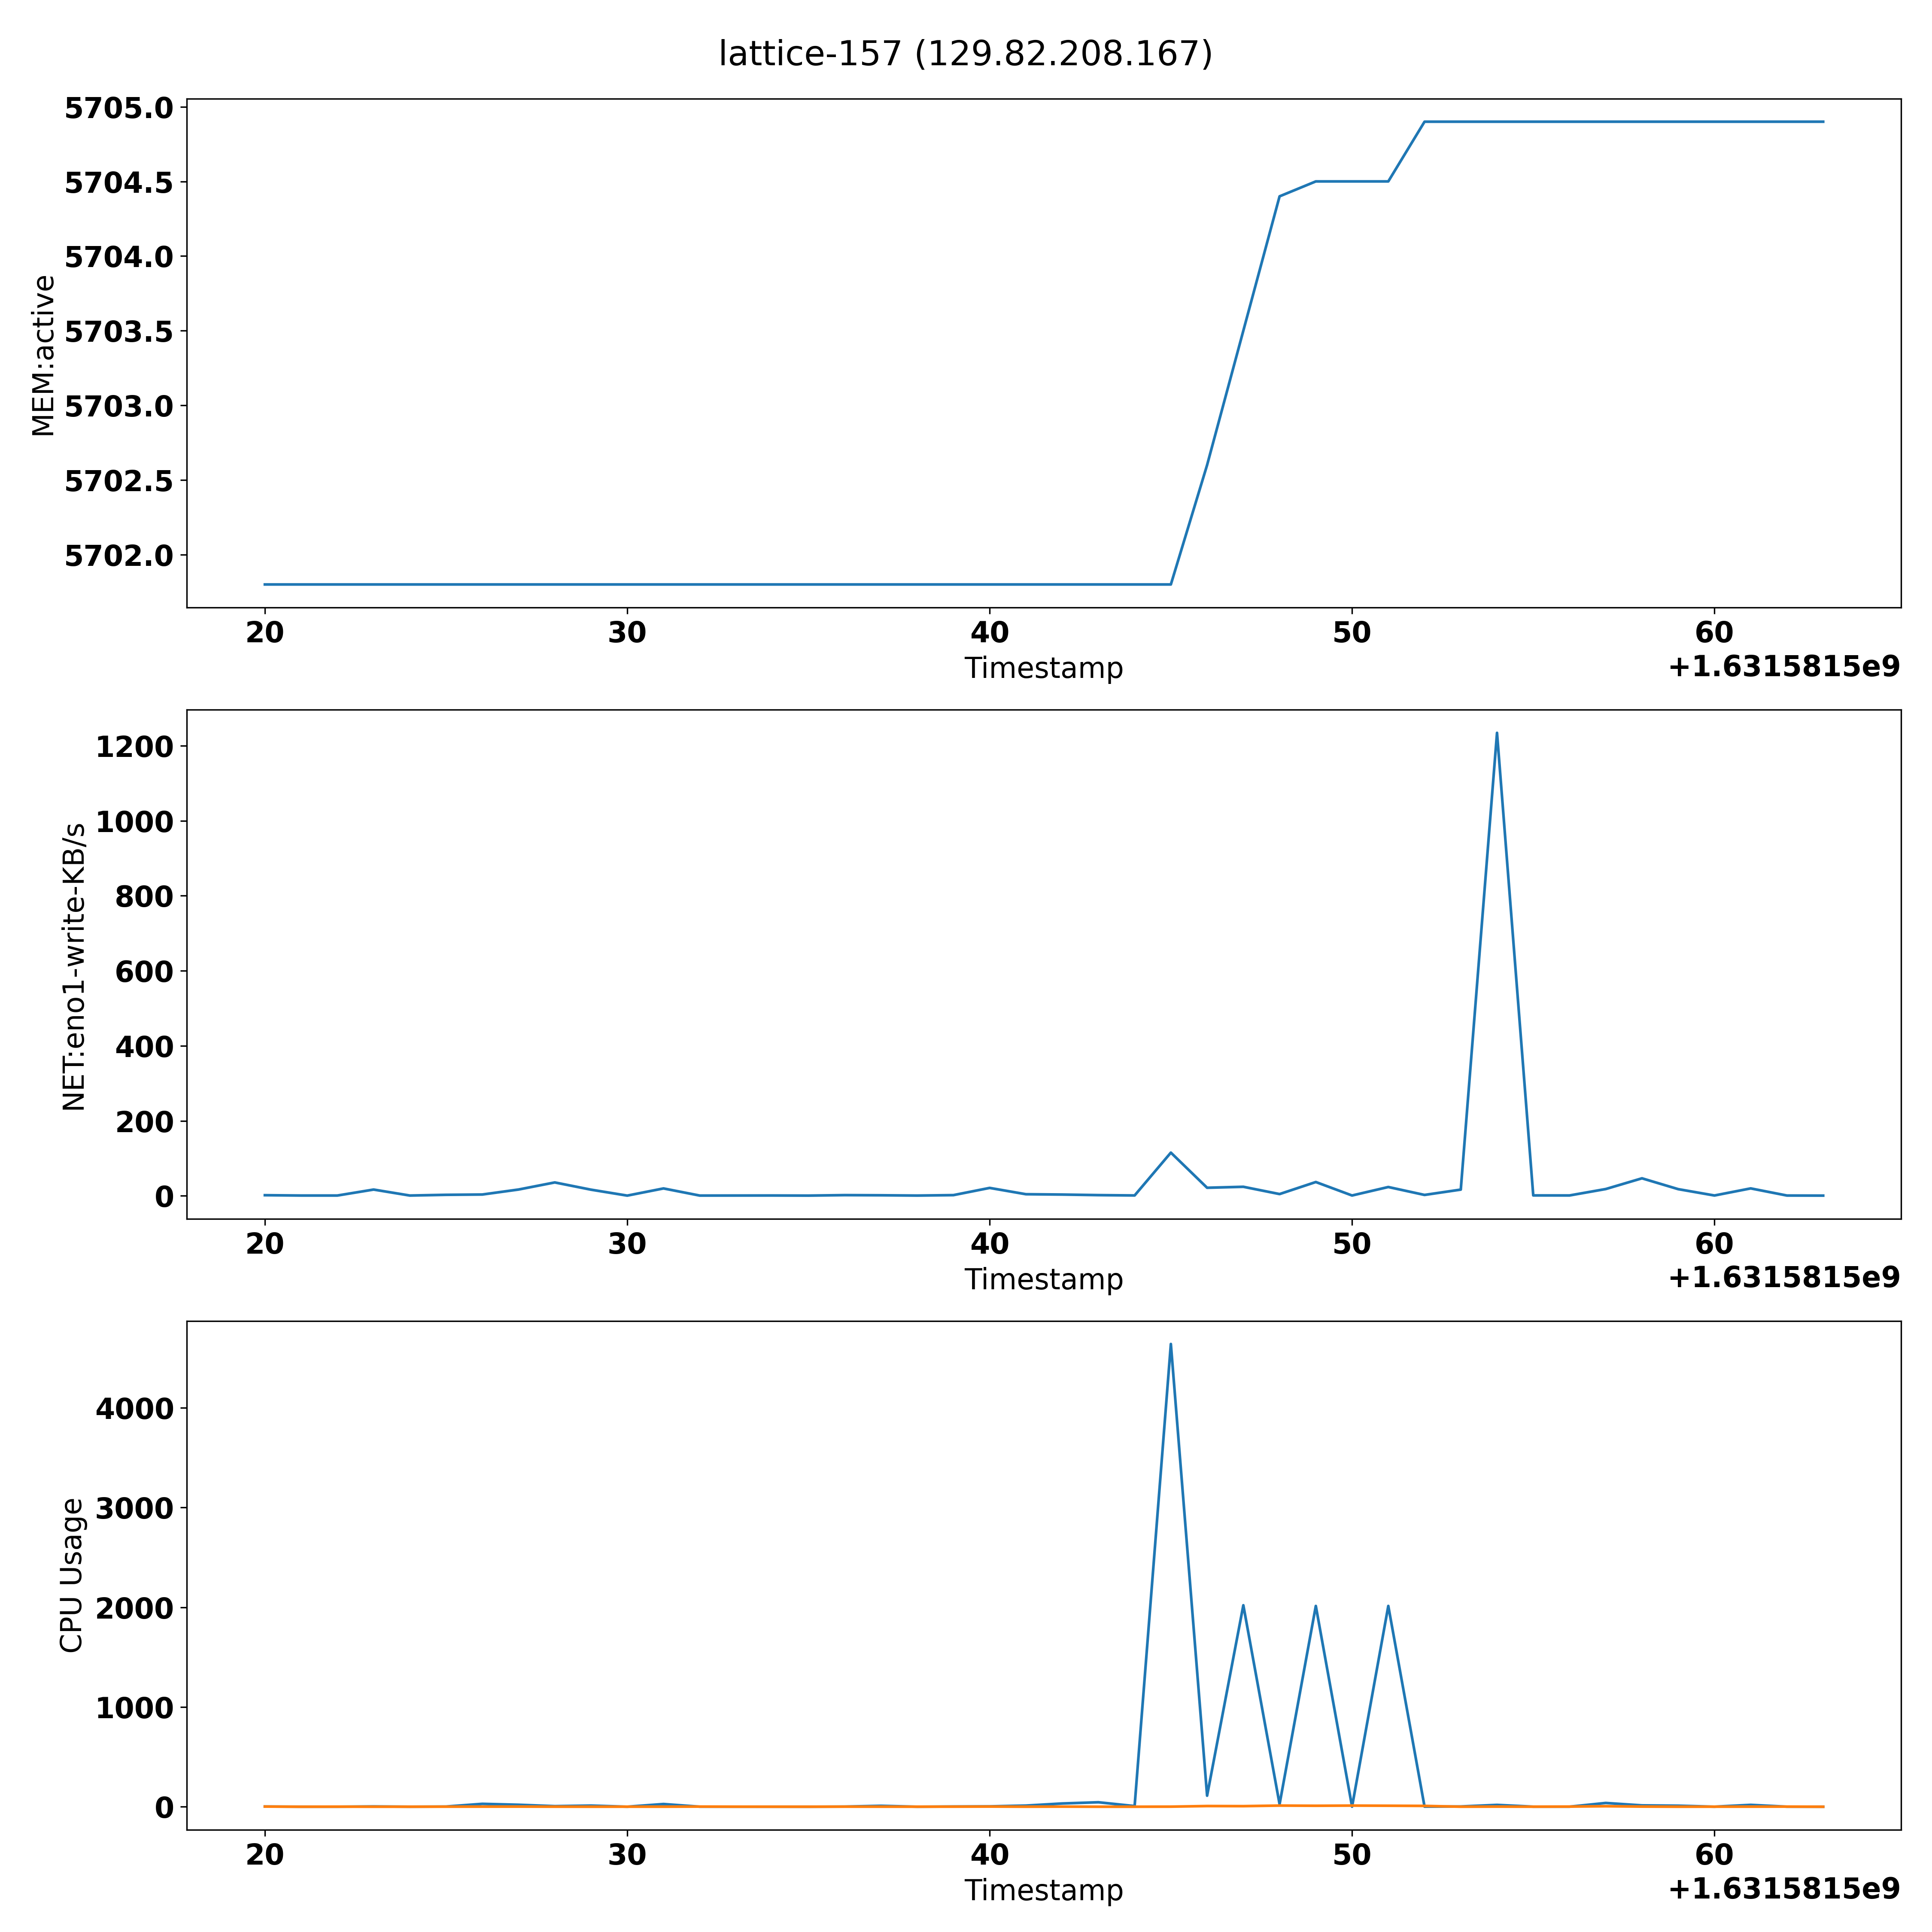 lattice-157 (129.82.208.167)
5705.0
5704.5
5704.0
5703.5
5703.0
5702.5
5702.0
MEM:active
20 30 40 50 60
Timestamp
+1.6315815e9
1200
1000
800
600
400
200
0
NET:eno1-write-KB/s
20 30 40 50 60
Timestamp
+1.6315815e9
4000
3000
2000
1000
0
CPU Usage
20 30 40 50 60
Timestamp
+1.6315815e9